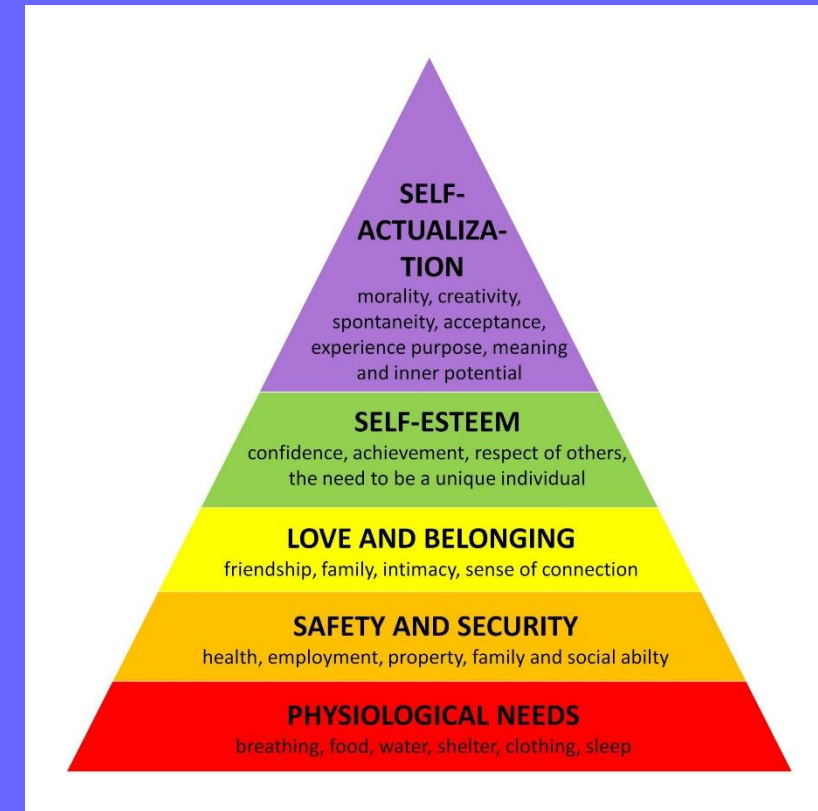 SELF-
ACTUALIZA-
TION
morality, creativity,
spontaneity, acceptance,
experience purpose, meaning
and inner potential
SELF-ESTEEM
confidence, achievement, respect of others,
the need to be a unique individual
LOVE AND BELONGING
friendship, family, intimacy, sense of connection
SAFETY AND SECURITY
health, employment, property, family and social abilty
PHYSIOLOGICAL NEEDS
breathing, food, water, shelter, clothing, sleep